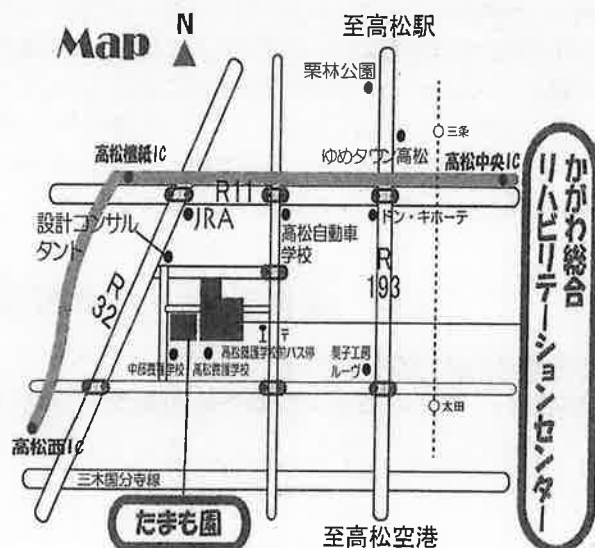 Map
N
至高松駅
栗林公園
三条
ゆめタウン高松
高松檀紙IC
高松中央IC
R11
設計コンサル
タント
JRA
高松自動車
学校
ドン・キホーテ
R
193
R
32
かがわ総合
リハビリテーションセンター
〒
高松養護学校前バス停
中部養護学校
高松養護学校
菓子工房
ルーヴ
太田
高松西IC
三木国分寺線
たまも園
至高松空港